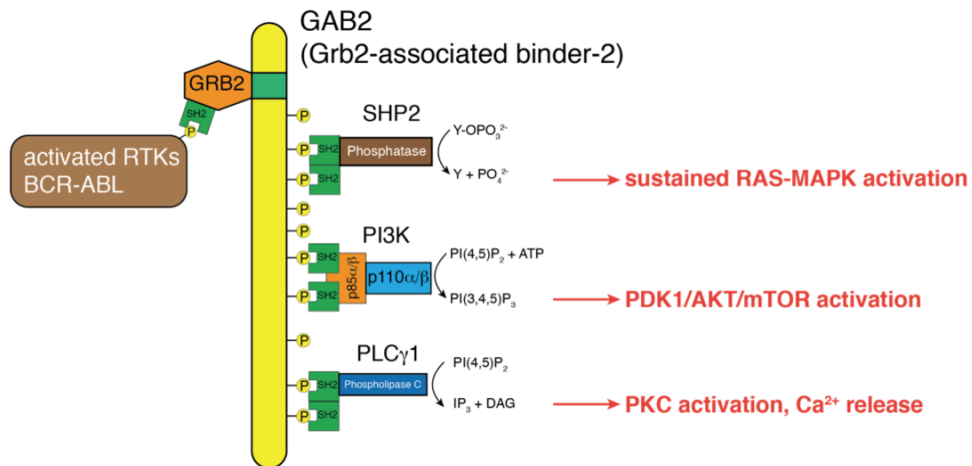 GAB2
(Grb2-associated binder-2)
GRB2
SH2
P
activated RTKs
BCR-ABL
P
SHP2
P
SH2
Phosphatase
Y-OPO₃²⁻
P
SH2
Y + PO₄²⁻
sustained RAS-MAPK activation
P
P
PI3K
P
SH2
p85α/β
p110α/β
PI(4,5)P₂ + ATP
P
SH2
PI(3,4,5)P₃
PDK1/AKT/mTOR activation
P
PLCγ1
PI(4,5)P₂
P
SH2
Phospholipase C
P
SH2
IP₃ + DAG
PKC activation, Ca²⁺ release